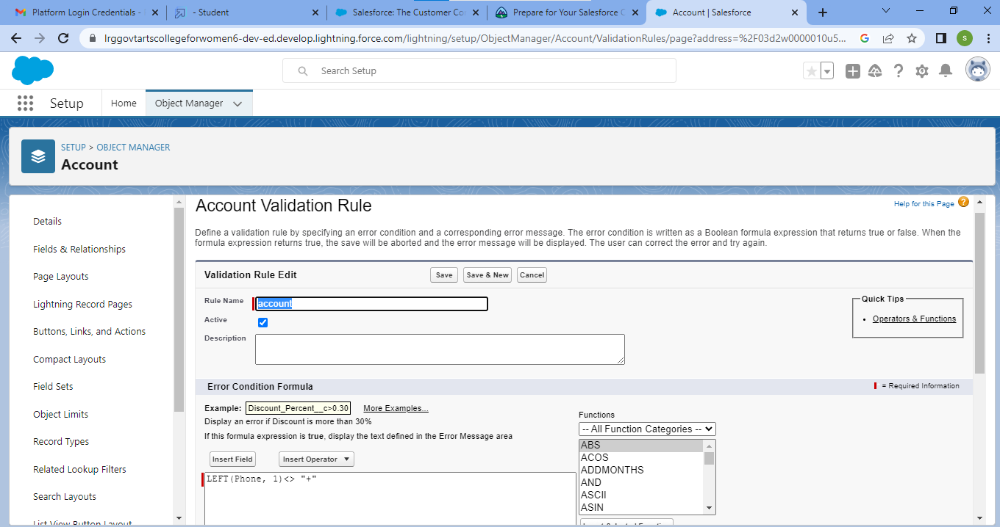 Platform Login Credentials -
- Student
Salesforce: The Customer Co
Prepare for Your Salesforce C
Account | Salesforce
lrggovtartscollegeforwomen6-dev-ed.develop.lightning.force.com/lightning/setup/ObjectManager/Account/ValidationRules/page?address=%2F03d2w0000010u5...
S
Search Setup
Setup
Home
Object Manager
SETUP > OBJECT MANAGER
Account
Details
Fields & Relationships
Page Layouts
Lightning Record Pages
Buttons, Links, and Actions
Compact Layouts
Field Sets
Object Limits
Record Types
Related Lookup Filters
Search Layouts
List View Button Layout
Account Validation Rule
Help for this Page
Define a validation rule by specifying an error condition and a corresponding error message. The error condition is written as a Boolean formula expression that returns true or false. When the
formula expression returns true, the save will be aborted and the error message will be displayed. The user can correct the error and try again.
Validation Rule Edit
Save
Save & New
Cancel
Rule Name
account
Active
Description
Quick Tips
• Operators & Functions
Error Condition Formula
= Required Information
Example: Discount_Percent__c>0.30 More Examples...
Display an error if Discount is more than 30%
If this formula expression is true, display the text defined in the Error Message area
Insert Field
Insert Operator
LEFT(Phone, 1)<> "+"
Functions
-- All Function Categories --
ABS
ACOS
ADDMONTHS
AND
ASCII
ASIN